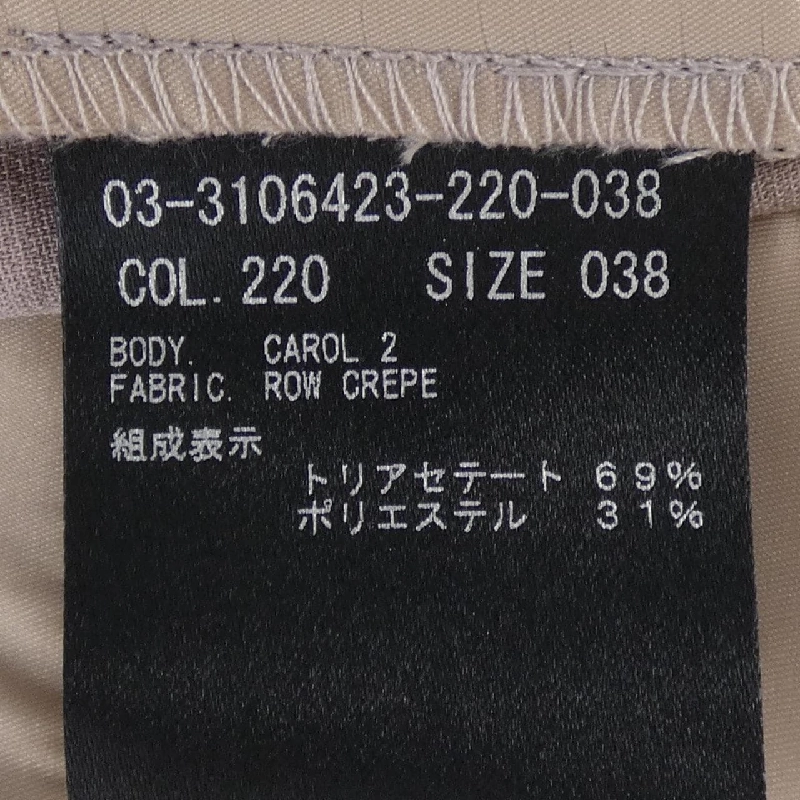 03-3106423-220-038
COL. 220 SIZE 038
BODY. CAROL 2
FABRIC. ROW CREPE
組成表示
トリアセテート 69%
ポリエステル 31%